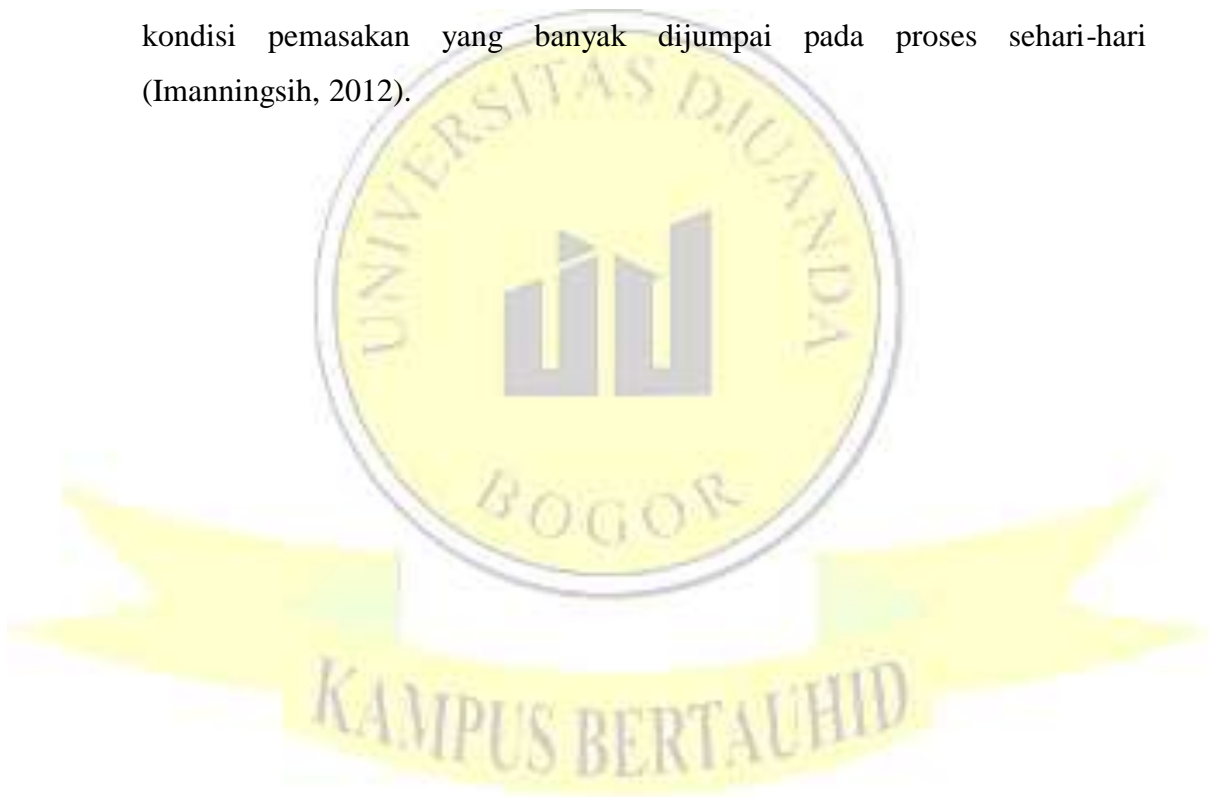 kondisi pemasakan yang banyak dijumpai pada proses sehari-hari
(Imanningsih, 2012).
UNIVERSITAS DJUANDA
BOGOR
KAMPUS BERTAUHID